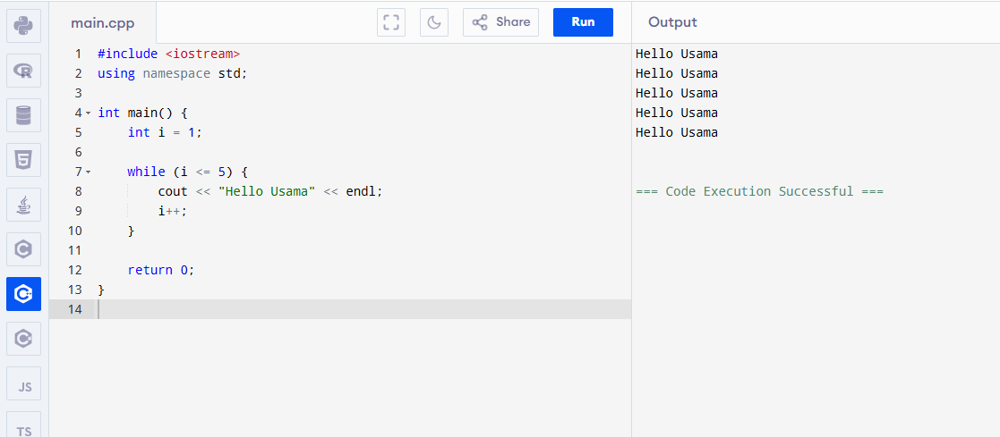 main.cpp
Share
Run
Output
1 #include <iostream>
2 using namespace std;
3
4 int main() {
5     int i = 1;
6
7     while (i <= 5) {
8         cout << "Hello Usama" << endl;
9         i++;
10     }
11
12     return 0;
13 }
14
Hello Usama
Hello Usama
Hello Usama
Hello Usama
Hello Usama
=== Code Execution Successful ===
R
5
C
C
C
JS
TS